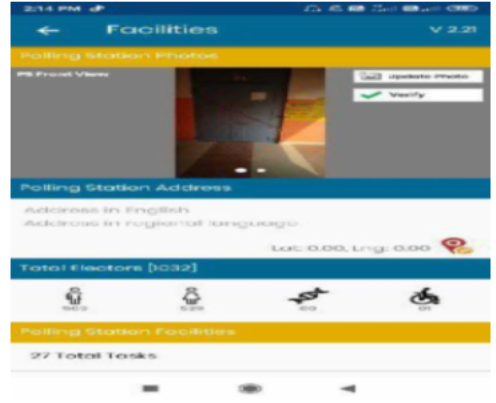 2:14 PM
Facilities V 2.21
Polling Station Photos
PS Front View
Update Photo
Verify
Polling Station Address
Address in English
Address in regional language
Lat: 0.00, Lng: 0.00
Total Electors [1032]
01
Polling Station Facilities
27 Total Tasks